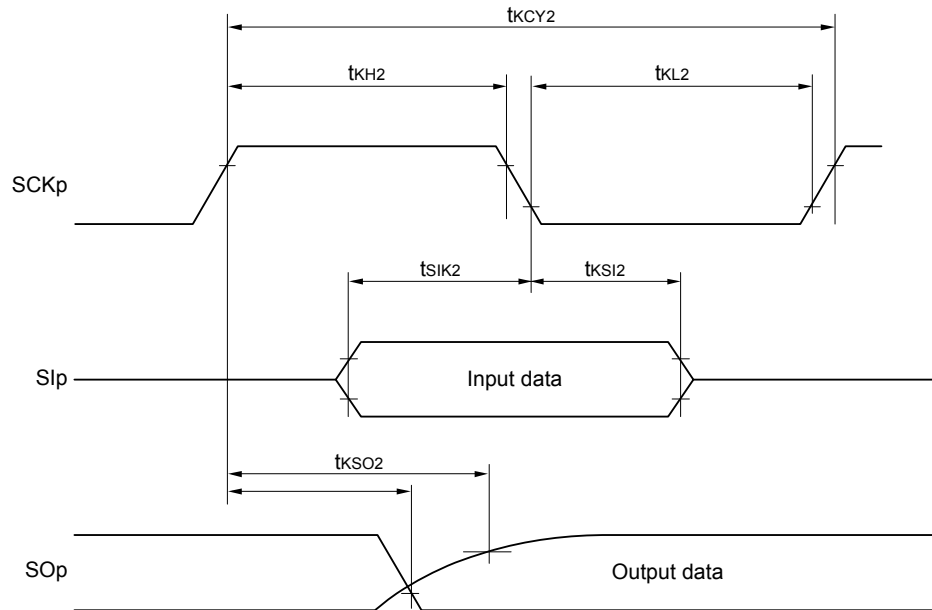 tKCY2
tKH2
tKL2
SCKp
tSIK2
tKSI2
SIp
Input data
tKSO2
SOp
Output data